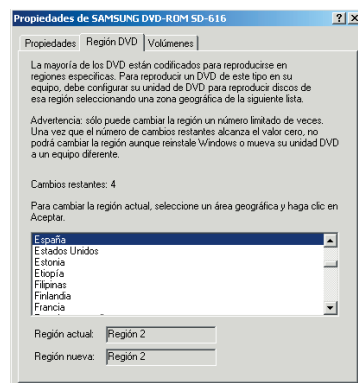 Propiedades de SAMSUNG DVD-ROM SD-616
Propiedades Región DVD Volúmenes
La mayoría de los DVD están codificados para reproducirse en
regiones específicas. Para reproducir un DVD de este tipo en su
equipo, debe configurar su unidad de DVD para reproducir discos de
esa región seleccionando una zona geográfica de la siguiente lista.
Advertencia: sólo puede cambiar la región un número limitado de veces.
Una vez que el número de cambios restantes alcanza el valor cero, no
podrá cambiar la región aunque reinstale Windows o mueva su unidad DVD
a un equipo diferente.
Cambios restantes: 4
Para cambiar la región actual, seleccione un área geográfica y haga clic en
Aceptar.
España
Estados Unidos
Estonia
Etiopía
Filipinas
Finlandia
Francia
Región actual: Región 2
Región nueva: Región 2